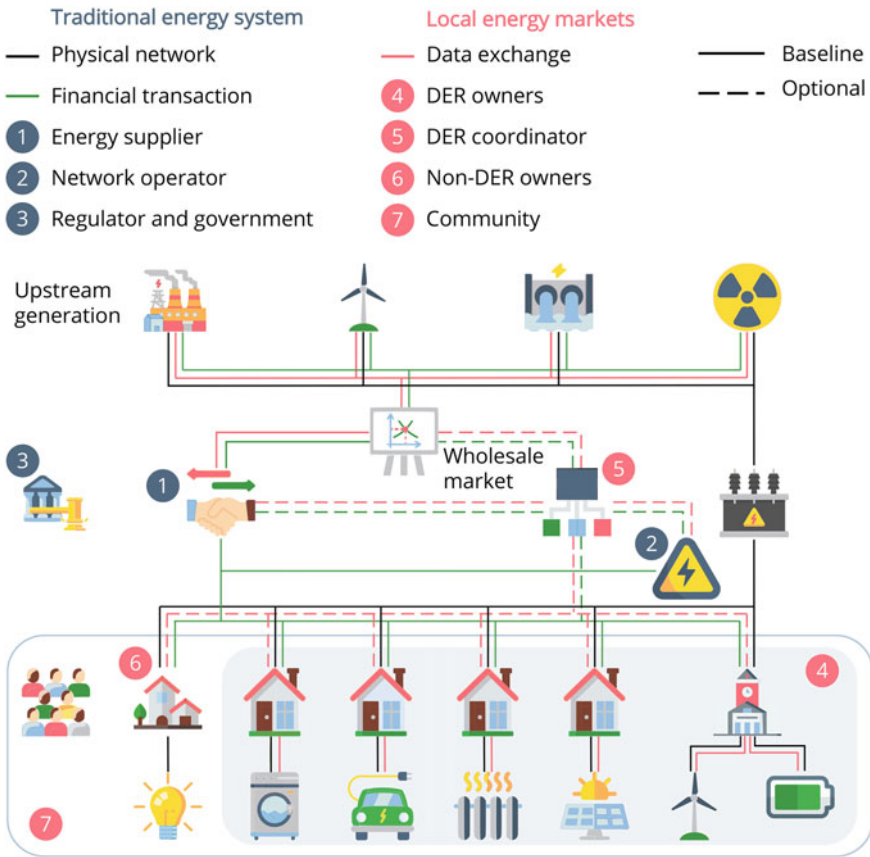 Traditional energy system
Local energy markets
Physical network
Data exchange
Baseline
Financial transaction
4 DER owners
Optional
1 Energy supplier
5 DER coordinator
2 Network operator
6 Non-DER owners
3 Regulator and government
7 Community
Upstream
generation
Wholesale
market
3
1
5
2
6
4
7